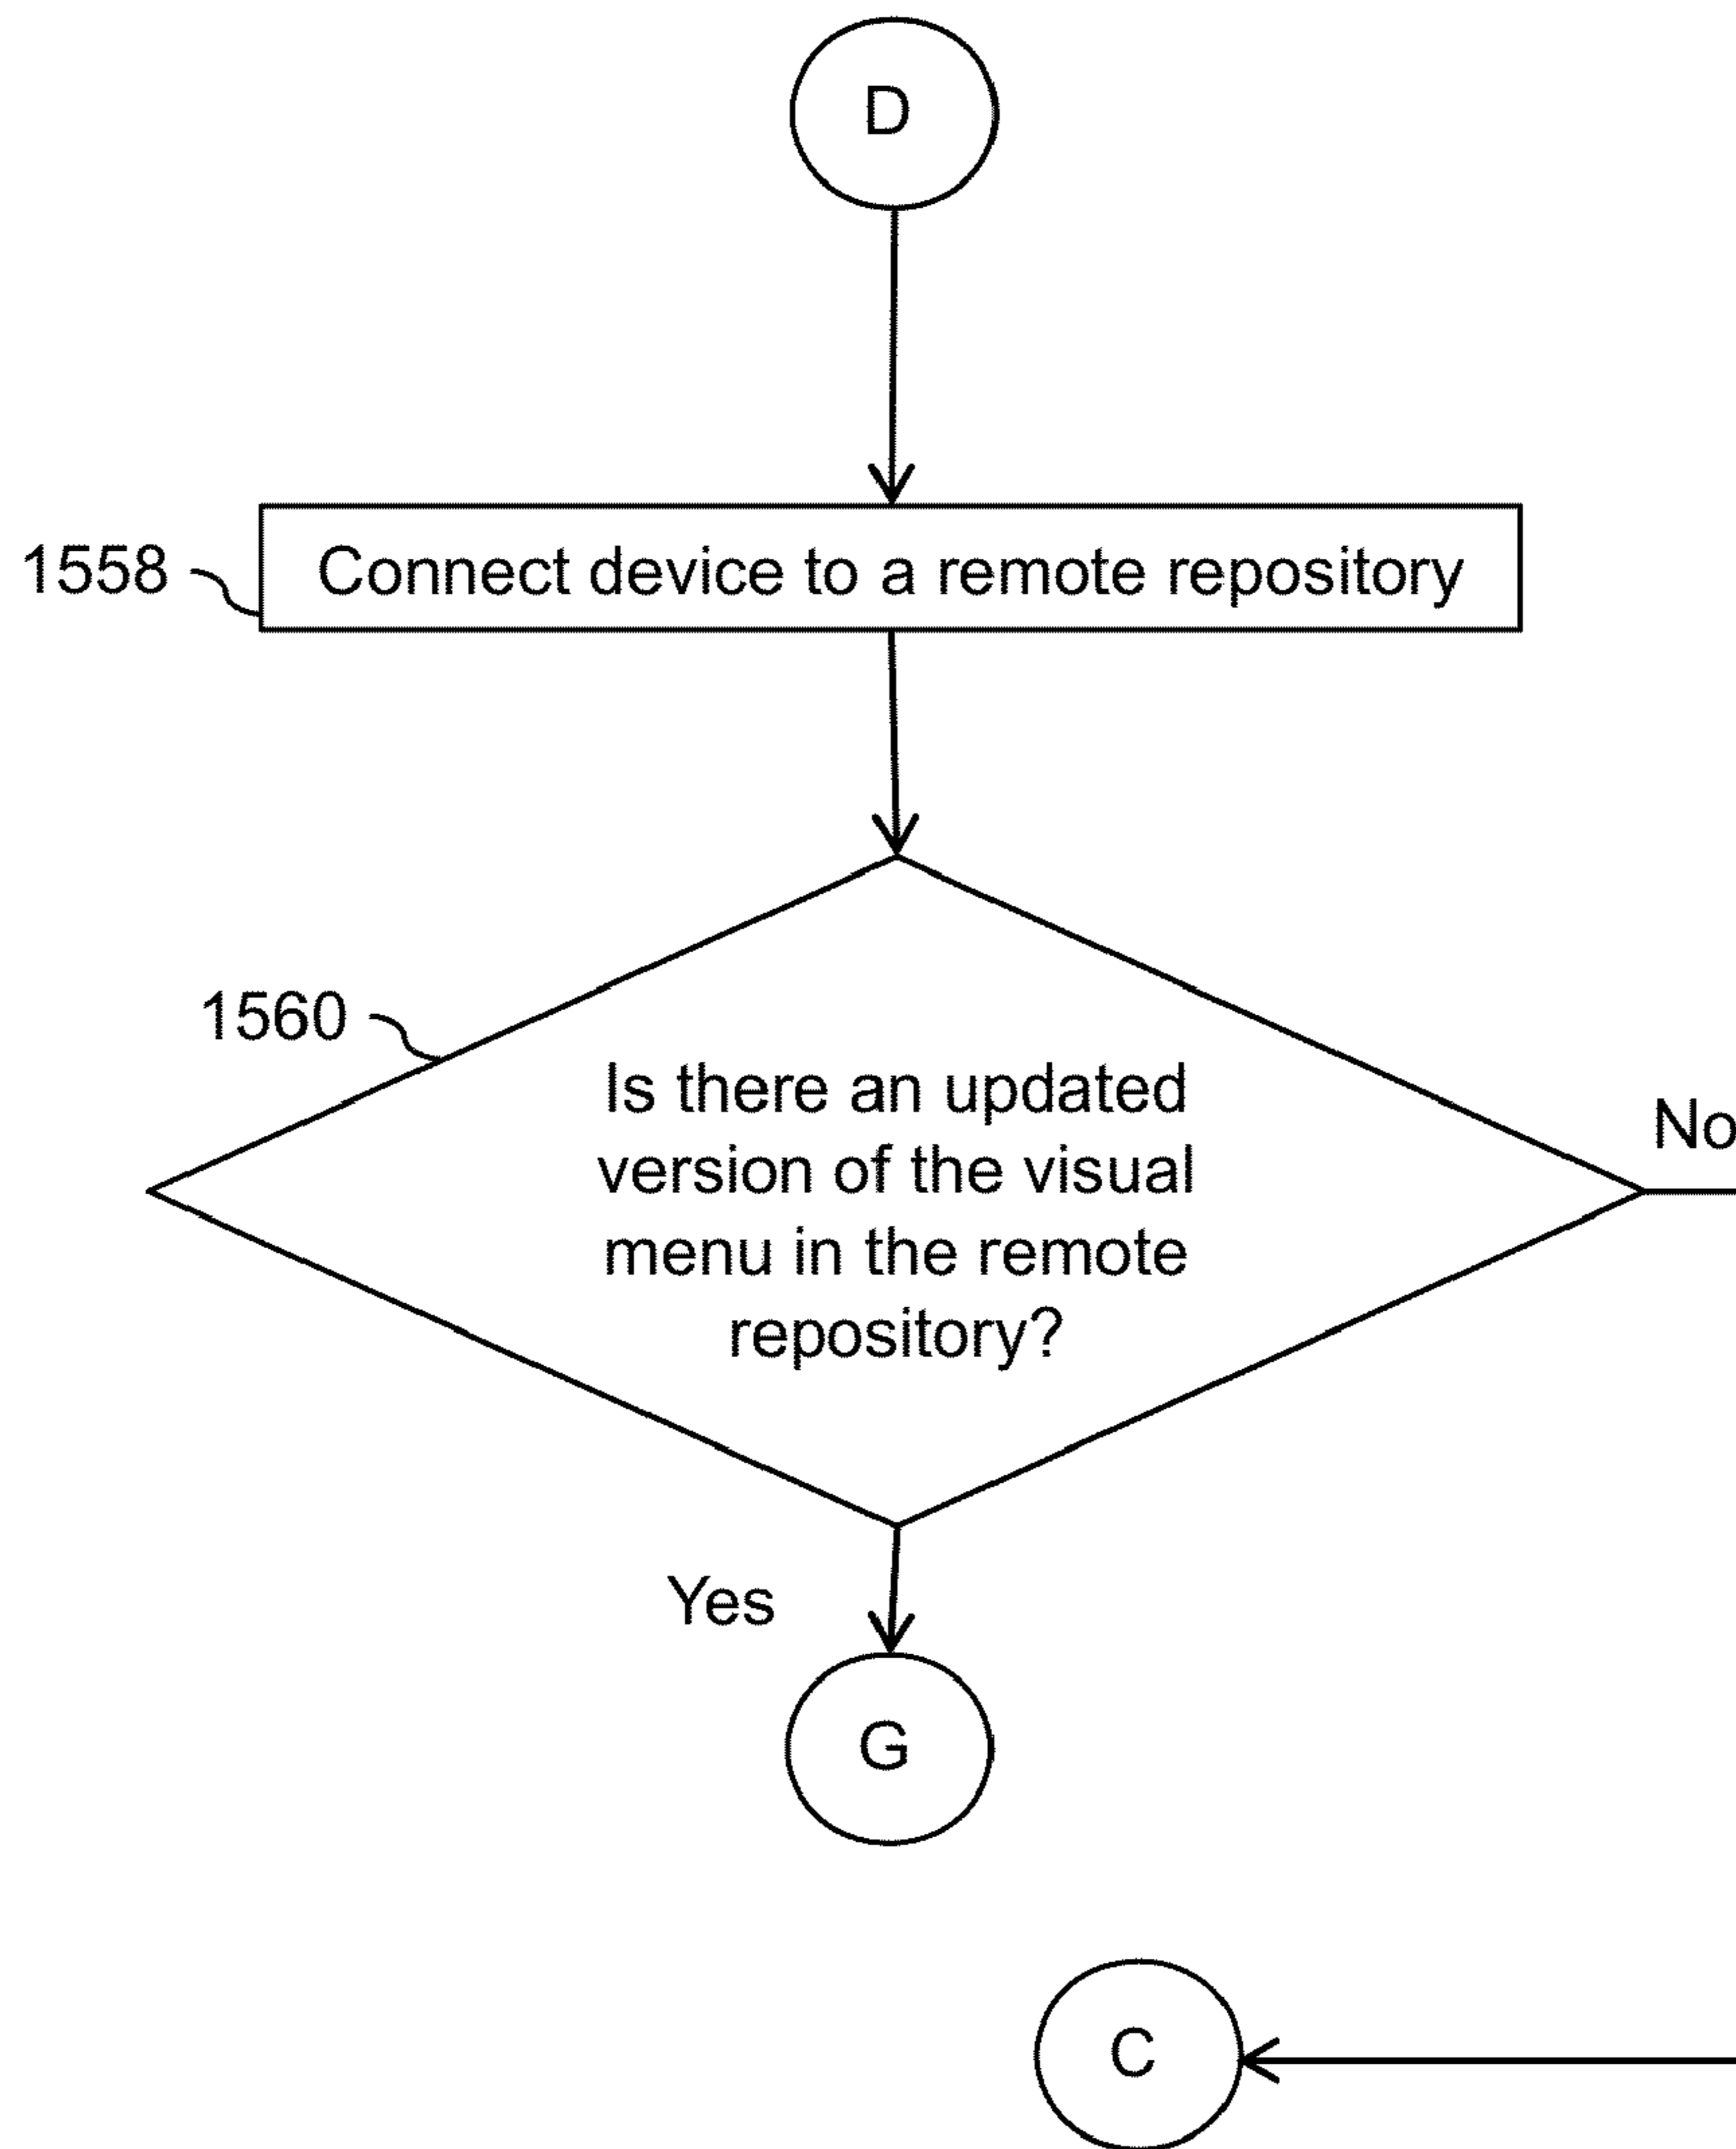 D
1558
Connect device to a remote repository
1560
Is there an updated
version of the visual
menu in the remote
repository?
No
Yes
G
C